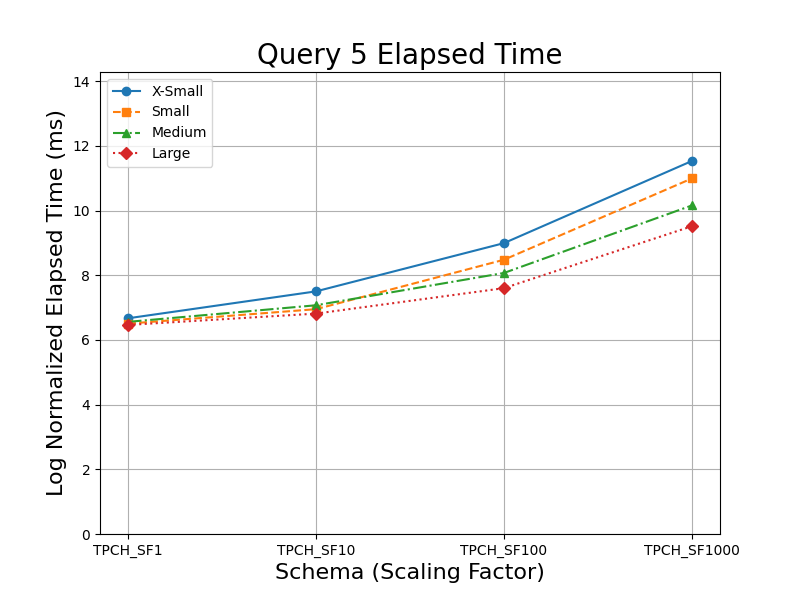 Query 5 Elapsed Time
Log Normalized Elapsed Time (ms)
14
12
10
8
6
4
2
0
X-Small
Small
Medium
Large
TPCH_SF1
TPCH_SF10
TPCH_SF100
TPCH_SF1000
Schema (Scaling Factor)